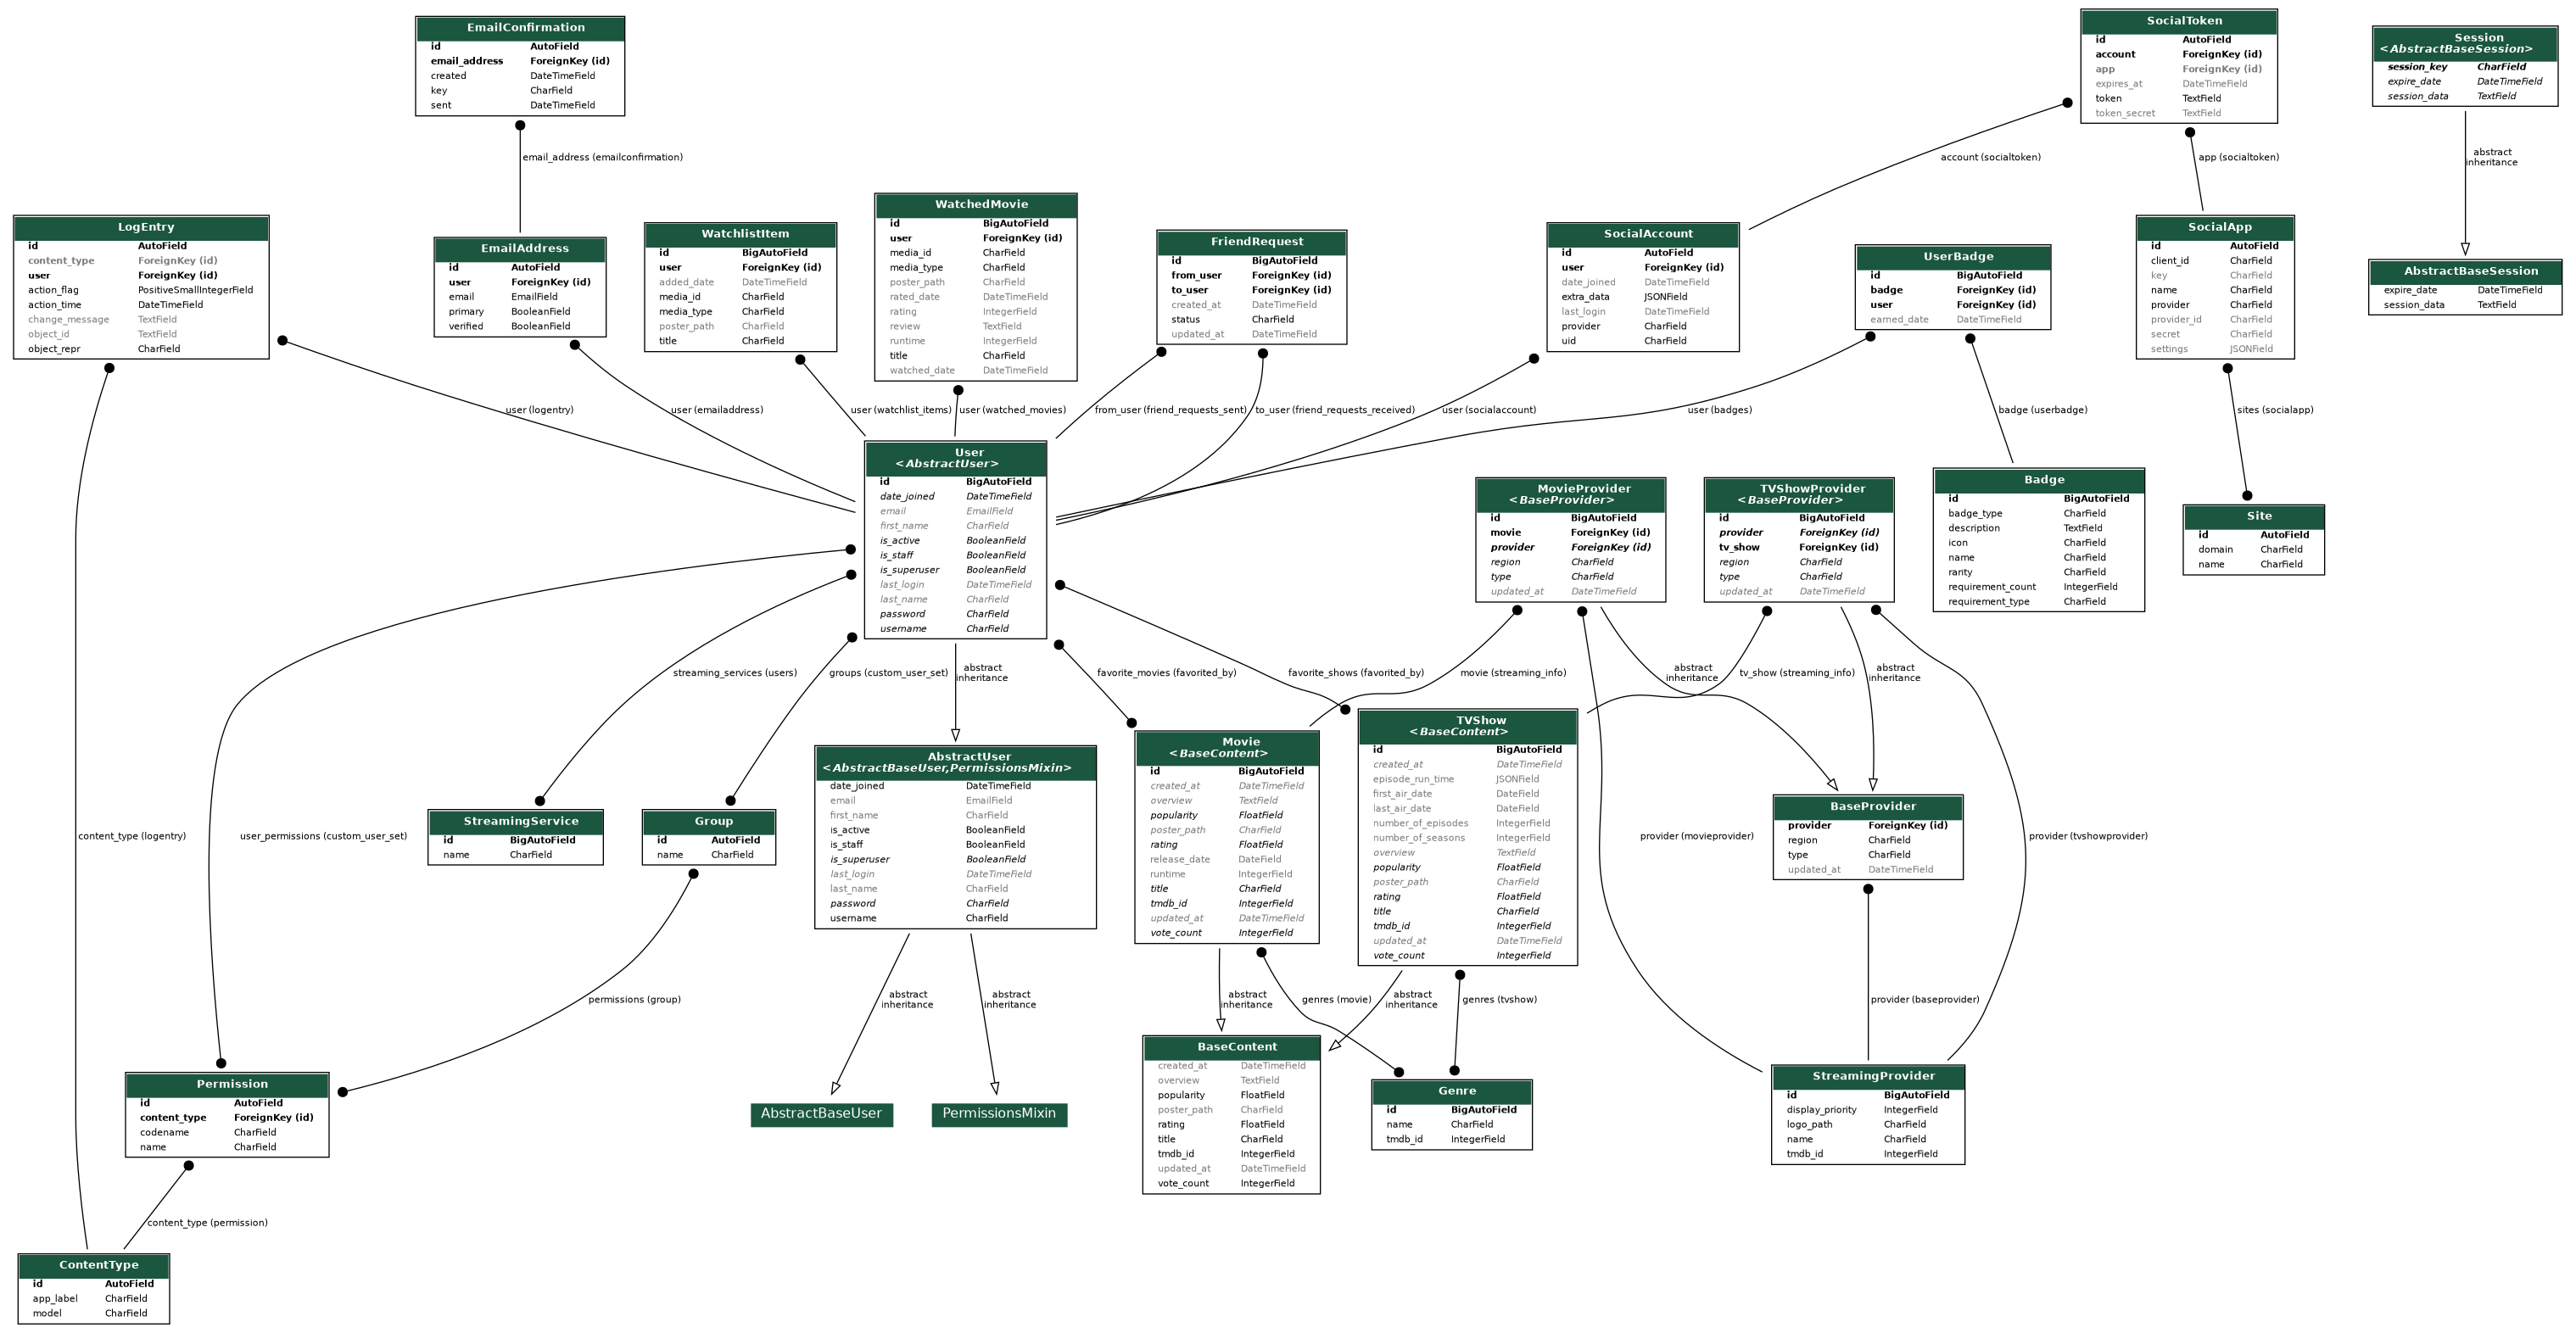 EmailConfirmation
id AutoField
email_address ForeignKey (id)
created DateTimeField
key CharField
sent DateTimeField
SocialToken
id AutoField
account ForeignKey (id)
app ForeignKey (id)
expires_at DateTimeField
token TextField
token_secret TextField
Session
<AbstractBaseSession>
session_key CharField
expire_date DateTimeField
session_data TextField
email_address (emailconfirmation)
account (socialtoken)
app (socialtoken)
abstract
inheritance
LogEntry
id AutoField
content_type ForeignKey (id)
user ForeignKey (id)
action_flag PositiveSmallIntegerField
action_time DateTimeField
change_message TextField
object_id TextField
object_repr CharField
EmailAddress
id AutoField
user ForeignKey (id)
email EmailField
primary BooleanField
verified BooleanField
WatchlistItem
id BigAutoField
user ForeignKey (id)
added_date DateTimeField
media_id CharField
media_type CharField
poster_path CharField
title CharField
WatchedMovie
id BigAutoField
user ForeignKey (id)
media_id CharField
media_type CharField
poster_path CharField
rated_date DateTimeField
rating IntegerField
review TextField
runtime IntegerField
title CharField
watched_date DateTimeField
FriendRequest
id BigAutoField
from_user ForeignKey (id)
to_user ForeignKey (id)
created_at DateTimeField
status CharField
updated_at DateTimeField
SocialAccount
id AutoField
user ForeignKey (id)
date_joined DateTimeField
extra_data JSONField
last_login DateTimeField
provider CharField
uid CharField
UserBadge
id BigAutoField
badge ForeignKey (id)
user ForeignKey (id)
earned_date DateTimeField
SocialApp
id AutoField
client_id CharField
key CharField
name CharField
provider CharField
provider_id CharField
secret CharField
settings JSONField
AbstractBaseSession
expire_date DateTimeField
session_data TextField
user (logentry)
user (emailaddress)
user (watchlist_items)
user (watched_movies)
from_user (friend_requests_sent)
to_user (friend_requests_received)
user (socialaccount)
user (badges)
badge (userbadge)
sites (socialapp)
User
<AbstractUser>
id BigAutoField
date_joined DateTimeField
email EmailField
first_name CharField
is_active BooleanField
is_staff BooleanField
is_superuser BooleanField
last_login DateTimeField
last_name CharField
password CharField
username CharField
MovieProvider
<BaseProvider>
id BigAutoField
movie ForeignKey (id)
provider ForeignKey (id)
region CharField
type CharField
updated_at DateTimeField
TVShowProvider
<BaseProvider>
id BigAutoField
provider ForeignKey (id)
tv_show ForeignKey (id)
region CharField
type CharField
updated_at DateTimeField
Badge
id BigAutoField
badge_type CharField
description TextField
icon CharField
name CharField
rarity CharField
requirement_count IntegerField
requirement_type CharField
Site
id AutoField
domain CharField
name CharField
streaming_services (users)
groups (custom_user_set)
abstract
inheritance
favorite_movies (favorited_by)
favorite_shows (favorited_by)
movie (streaming_info)
abstract
inheritance
tv_show (streaming_info)
abstract
inheritance
content_type (logentry)
user_permissions (custom_user_set)
StreamingService
id BigAutoField
name CharField
Group
id AutoField
name CharField
AbstractUser
<AbstractBaseUser,PermissionsMixin>
date_joined DateTimeField
email EmailField
first_name CharField
is_active BooleanField
is_staff BooleanField
is_superuser BooleanField
last_login DateTimeField
last_name CharField
password CharField
username CharField
Movie
<BaseContent>
id BigAutoField
created_at DateTimeField
overview TextField
popularity FloatField
poster_path CharField
rating FloatField
release_date DateField
runtime IntegerField
title CharField
tmdb_id IntegerField
updated_at DateTimeField
vote_count IntegerField
TVShow
<BaseContent>
id BigAutoField
created_at DateTimeField
episode_run_time JSONField
first_air_date DateField
last_air_date DateField
number_of_episodes IntegerField
number_of_seasons IntegerField
overview TextField
popularity FloatField
poster_path CharField
rating FloatField
title CharField
tmdb_id IntegerField
updated_at DateTimeField
vote_count IntegerField
provider (movieprovider)
BaseProvider
provider ForeignKey (id)
region CharField
type CharField
updated_at DateTimeField
provider (tvshowprovider)
permissions (group)
abstract
inheritance
abstract
inheritance
abstract
inheritance
genres (movie)
abstract
inheritance
genres (tvshow)
provider (baseprovider)
Permission
id AutoField
content_type ForeignKey (id)
codename CharField
name CharField
AbstractBaseUser
PermissionsMixin
BaseContent
created_at DateTimeField
overview TextField
popularity FloatField
poster_path CharField
rating FloatField
title CharField
tmdb_id IntegerField
updated_at DateTimeField
vote_count IntegerField
Genre
id BigAutoField
name CharField
tmdb_id IntegerField
StreamingProvider
id BigAutoField
display_priority IntegerField
logo_path CharField
name CharField
tmdb_id IntegerField
content_type (permission)
ContentType
id AutoField
app_label CharField
model CharField